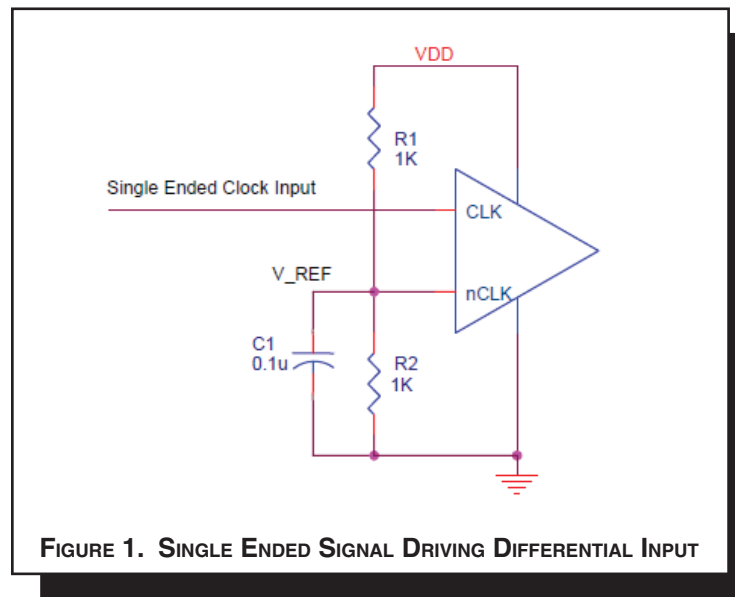 VDD
R1
1K
Single Ended Clock Input
CLK
V_REF
nCLK
C1
0.1u
R2
1K
FIGURE 1. SINGLE ENDED SIGNAL DRIVING DIFFERENTIAL INPUT